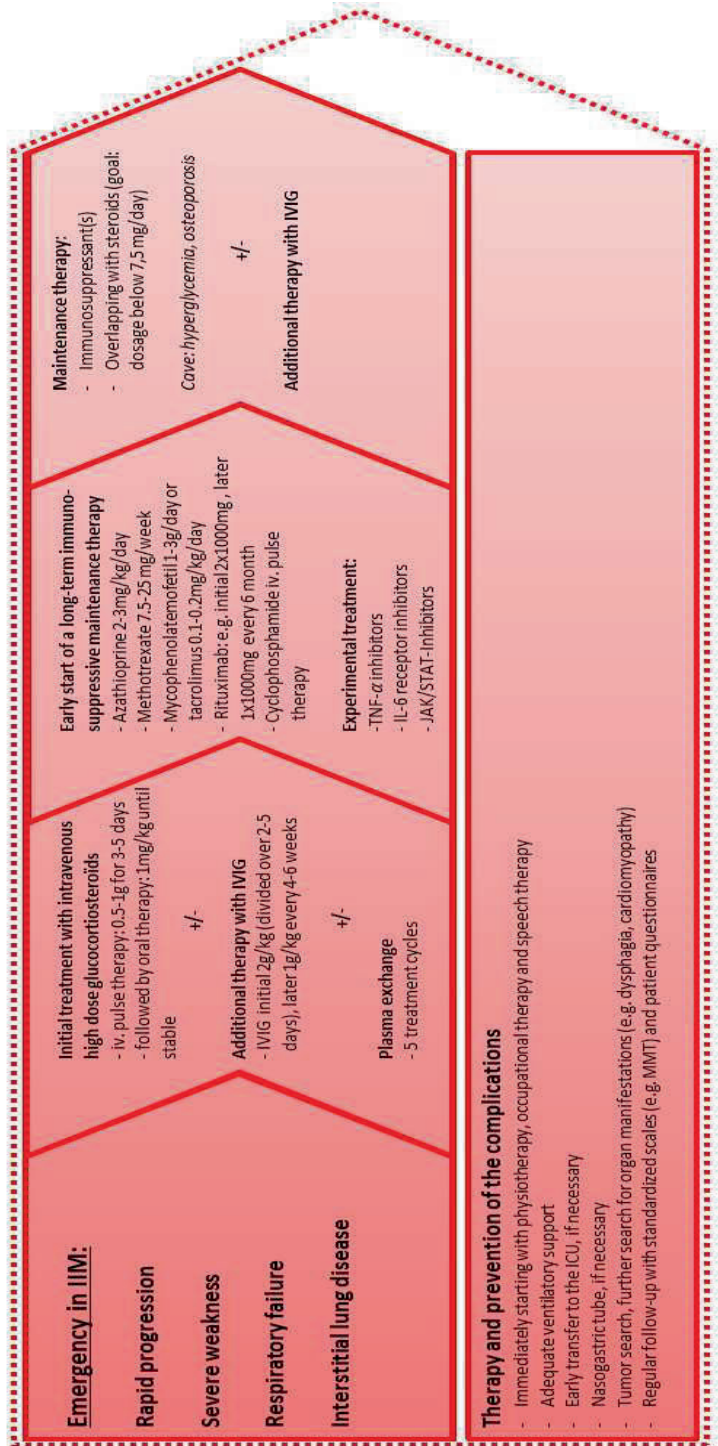 Emergency in IIM:
Rapid progression
Severe weakness
Respiratory failure
Interstitial lung disease
Initial treatment with intravenous
high dose glucocortiosteroids
- iv. pulse therapy: 0.5-1g for 3-5 days
- followed by oral therapy: 1mg/kg until
stable
+/-
Additional therapy with IVIG
- IVIG initial 2g/kg (divided over 2-5
days), later 1g/kg every 4-6 weeks
+/-
Plasma exchange
- 5 treatment cycles
Early start of a long-term immuno-
suppressive maintenance therapy
- Azathioprine 2-3mg/kg/day
- Methotrexate 7.5-25 mg/week
- Mycophenolatemofetil 1-3g/day or
tacrolimus 0.1-0.2mg/kg/day
- Rituximab: e.g. initial 2x1000mg, later
1x1000mg every 6 month
- Cyclophosphamide iv. pulse
therapy
Experimental treatment:
- TNF-α inhibitors
- IL-6 receptor inhibitors
- JAK/STAT-Inhibitors
Maintenance therapy:
- Immunosuppressant(s)
- Overlapping with steroids (goal:
dosage below 7,5 mg/day)
Cave: hyperglycemia, osteoporosis
+/-
Additional therapy with IVIG
Therapy and prevention of the complications
- Immediately starting with physiotherapy, occupational therapy and speech therapy
- Adequate ventilatory support
- Early transfer to the ICU, if necessary
- Nasogastric tube, if necessary
- Tumor search, further search for organ manifestations (e.g. dysphagia, cardiomyopathy)
- Regular follow-up with standardized scales (e.g. MMT) and patient questionnaires